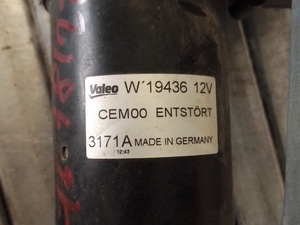 Valeo W'19436 12V
CEM00 ENTSTÖRT
3171A MADE IN GERMANY
12:43